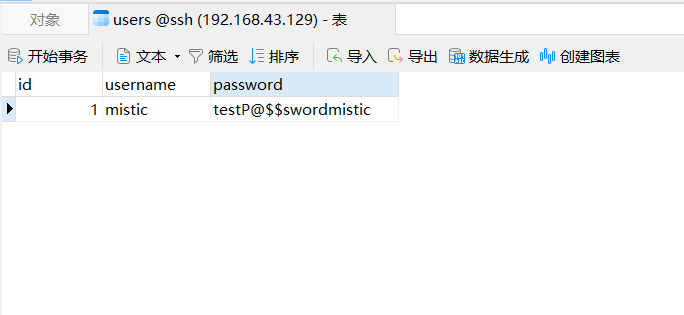 对象 users @ssh (192.168.43.129) - 表
开始事务 文本 筛选 排序 导入 导出 数据生成 创建图表
id username password
1 mistic testP@$$swordmistic